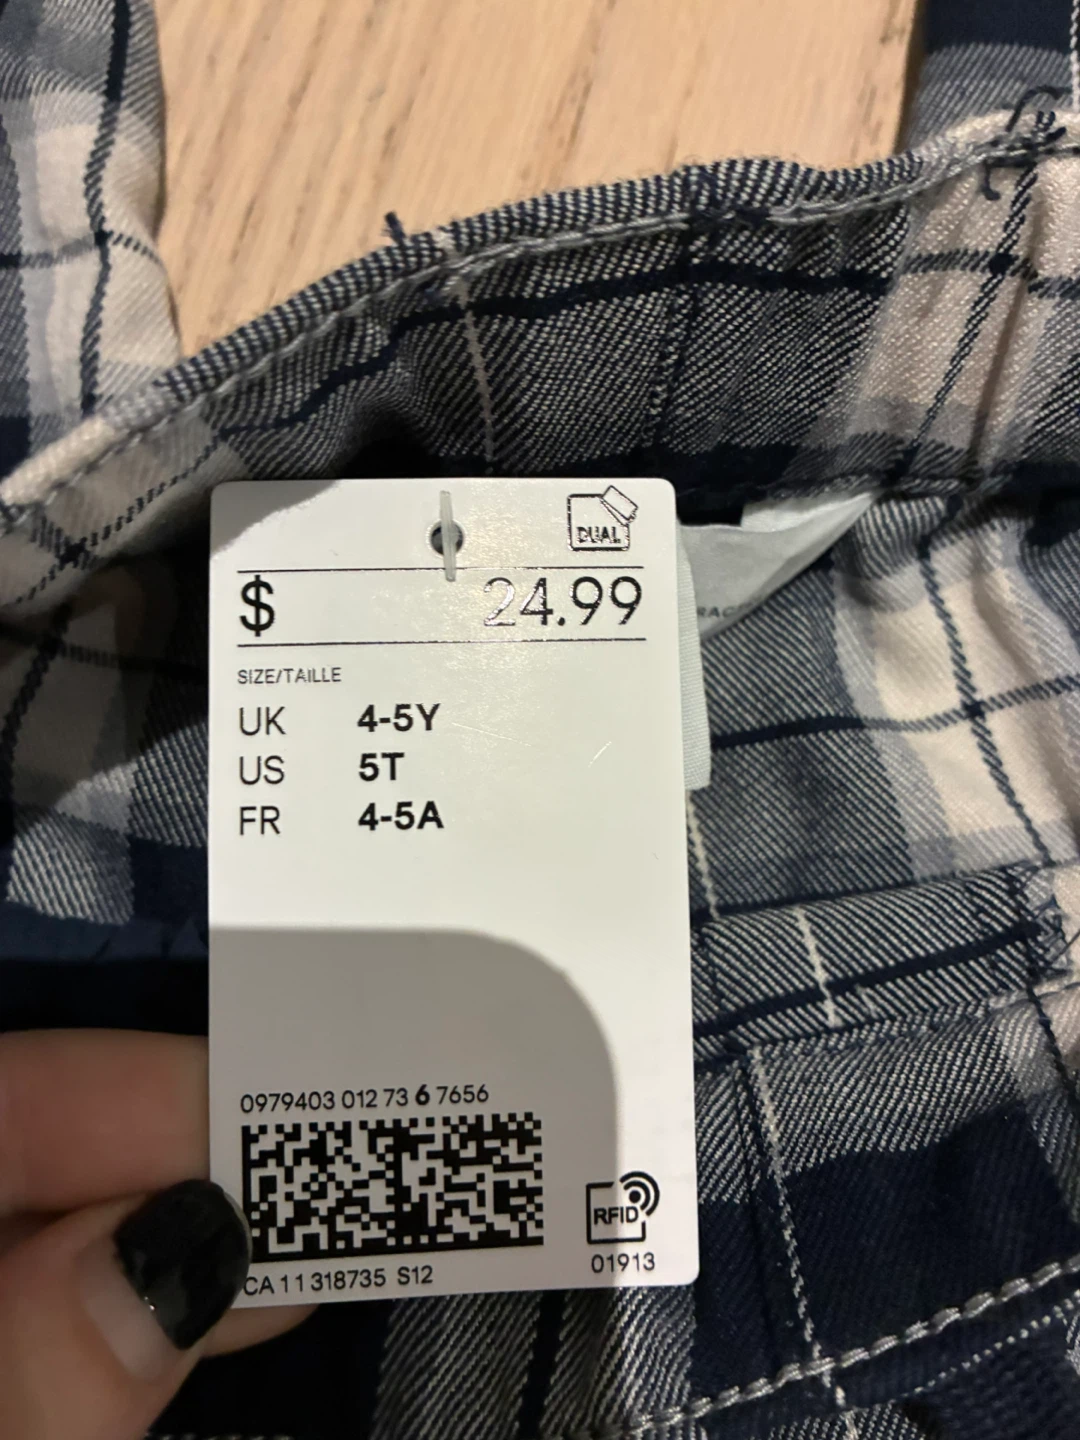 DUAL
$ 24.99
SIZE/TAILLE
UK 4-5Y
US 5T
FR 4-5A
0979403 012 73 6 7656
RFID
01913
CA 11 318735 S12